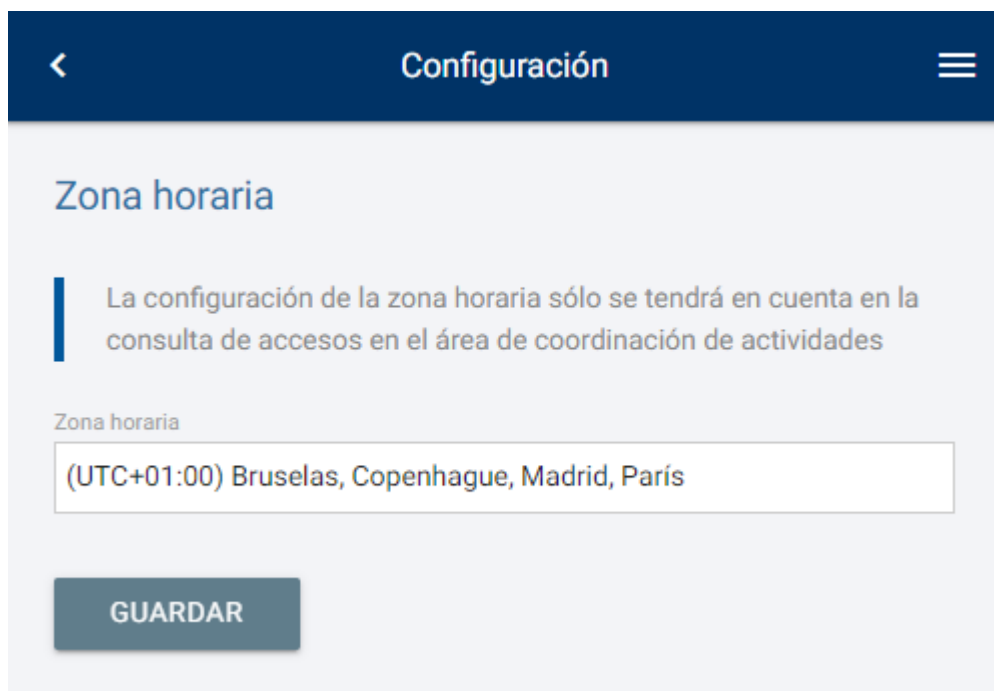 Configuración
Zona horaria
La configuración de la zona horaria sólo se tendrá en cuenta en la
consulta de accesos en el área de coordinación de actividades
Zona horaria
(UTC+01:00) Bruselas, Copenhague, Madrid, París
GUARDAR